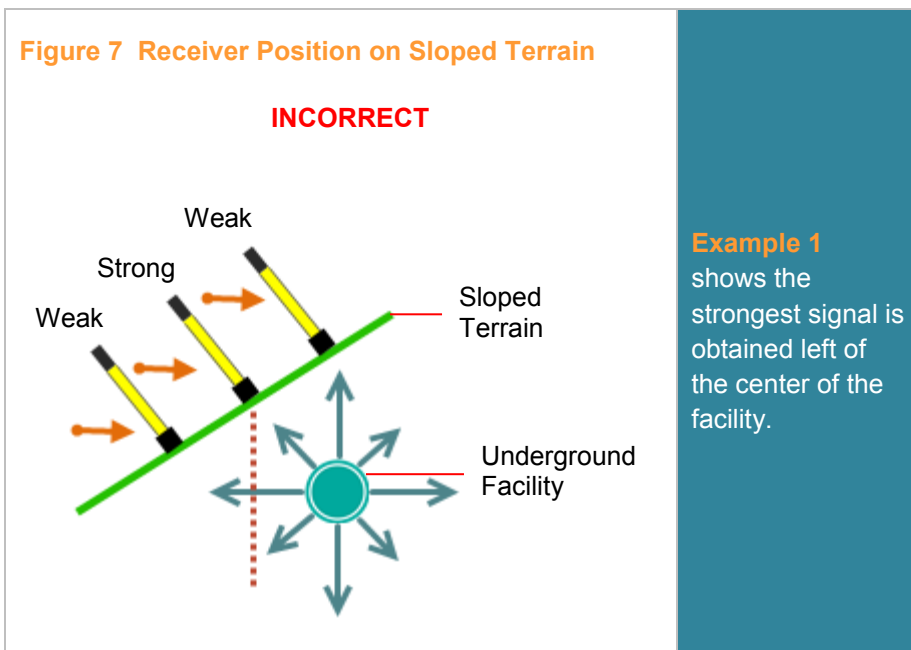 Figure 7 Receiver Position on Sloped Terrain
INCORRECT
Weak
Strong
Weak
Sloped
Terrain
Underground
Facility
Example 1
shows the
strongest signal is
obtained left of
the center of the
facility.